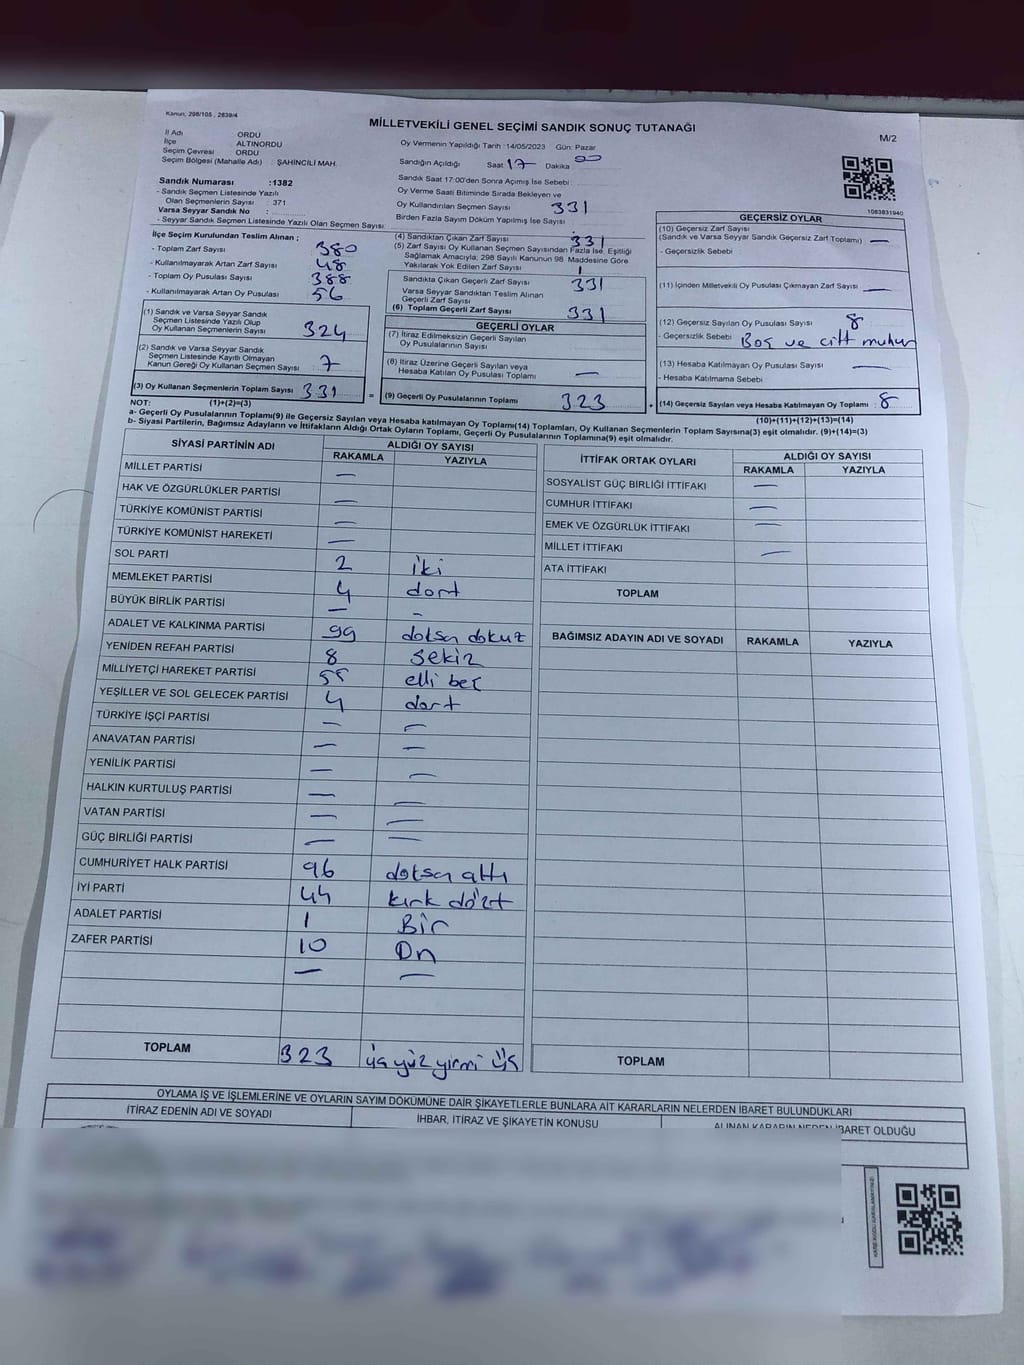 Kanun; 298/105 , 2839/4
MİLLETVEKİLİ GENEL SEÇİMİ SANDIK SONUÇ TUTANAĞI
M/2
İl Adı ORDU
İlçe ALTINORDU
Seçim Çevresi ORDU
Seçim Bölgesi (Mahalle Adı) : ŞAHİNCİLİ MAH.
Oy Vermenin Yapıldığı Tarih :14/05/2023 Gün: Pazar
Sandığın Açıldığı Saat 17 Dakika 00
Sandık Saat 17:00'den Sonra Açımış İse Sebebi :
Oy Verme Saati Bitiminde Sırada Bekleyen ve
Oy Kullandırılan Seçmen Sayısı 331
Birden Fazla Sayım Döküm Yapılmış İse Sayısı
1083831940
Sandık Numarası :1382
- Sandık Seçmen Listesinde Yazılı
Olan Seçmenlerin Sayısı : 371
Varsa Seyyar Sandık No :
- Seyyar Sandık Seçmen Listesinde Yazılı Olan Seçmen Sayısı:
İlçe Seçim Kurulundan Teslim Alınan ;
- Toplam Zarf Sayısı 380
- Kullanılmayarak Artan Zarf Sayısı 48
- Toplam Oy Pusulası Sayısı 388
- Kullanılmayarak Artan Oy Pusulası 56
(1) Sandık ve Varsa Seyyar Sandık
Seçmen Listesinde Yazılı Olup
Oy Kullanan Seçmenlerin Sayısı 324
(2) Sandık ve Varsa Seyyar Sandık
Seçmen Listesinde Kayıtlı Olmayan
Kanun Gereği Oy Kullanan Seçmen Sayısı : 7
(3) Oy Kullanan Seçmenlerin Toplam Sayısı : 331 =
(4) Sandıktan Çıkan Zarf Sayısı 331
(5) Zarf Sayısı Oy Kullanan Seçmen Sayısından Fazla İse, Eşitliği
Sağlamak Amacıyla; 298 Sayılı Kanunun 98. Maddesine Göre
Yakılarak Yok Edilen Zarf Sayısı
Sandıkta Çıkan Geçerli Zarf Sayısı 331
Varsa Seyyar Sandıktan Teslim Alınan
Geçerli Zarf Sayısı
(6) Toplam Geçerli Zarf Sayısı 331
GEÇERLİ OYLAR
(7) İtiraz Edilmeksizin Geçerli Sayılan
Oy Pusulalarının Sayısı
(8) İtiraz Üzerine Geçerli Sayılan veya
Hesaba Katılan Oy Pusulası Toplamı —
(9) Geçerli Oy Pusulalarının Toplamı 323 +
GEÇERSİZ OYLAR
(10) Geçersiz Zarf Sayısı
(Sandık ve Varsa Seyyar Sandık Geçersiz Zarf Toplamı) —
- Geçersizlik Sebebi
(11) İçinden Milletvekili Oy Pusulası Çıkmayan Zarf Sayısı —
(12) Geçersiz Sayılan Oy Pusulası Sayısı : 8
- Geçersizlik Sebebi Boş ve çift mühür
(13) Hesaba Katılmayan Oy Pusulası Sayısı —
- Hesaba Katılmama Sebebi
(14) Geçersiz Sayılan veya Hesaba Katılmayan Oy Toplamı : 8
NOT: (1)+(2)=(3)
(10)+(11)+(12)+(13)=(14)
a- Geçerli Oy Pusulalarının Toplamı(9) ile Geçersiz Sayılan veya Hesaba Katılmayan Oy Toplamı(14) Toplamları, Oy Kullanan Seçmenlerin Toplam Sayısına(3) eşit olmalıdır. (9)+(14)=(3)
b- Siyasi Partilerin, Bağımsız Adayların ve İttifakların Aldığı Ortak Oyların Toplamı, Geçerli Oy Pusulalarının Toplamına(9) eşit olmalıdır.
SİYASİ PARTİNİN ADI ALDIĞI OY SAYISI
RAKAMLA YAZIYLA
MİLLET PARTİSİ —
HAK VE ÖZGÜRLÜKLER PARTİSİ —
TÜRKİYE KOMÜNİST PARTİSİ —
TÜRKİYE KOMÜNİST HAREKETİ —
SOL PARTİ 2 iki
MEMLEKET PARTİSİ 4 dört
BÜYÜK BİRLİK PARTİSİ — —
ADALET VE KALKINMA PARTİSİ 99 doksan dokuz
YENİDEN REFAH PARTİSİ 8 sekiz
MİLLİYETÇİ HAREKET PARTİSİ 55 elli beş
YEŞİLLER VE SOL GELECEK PARTİSİ 4 dört
TÜRKİYE İŞÇİ PARTİSİ — —
ANAVATAN PARTİSİ — —
YENİLİK PARTİSİ — —
HALKIN KURTULUŞ PARTİSİ — —
VATAN PARTİSİ — —
GÜÇ BİRLİĞİ PARTİSİ — —
CUMHURİYET HALK PARTİSİ 96 doksan altı
İYİ PARTİ 44 kırk dört
ADALET PARTİSİ 1 Bir
ZAFER PARTİSİ 10 On
— —
TOPLAM 323 üç yüz yirmi üç
İTTİFAK ORTAK OYLARI ALDIĞI OY SAYISI
RAKAMLA YAZIYLA
SOSYALİST GÜÇ BİRLİĞİ İTTİFAKI —
CUMHUR İTTİFAKI —
EMEK VE ÖZGÜRLÜK İTTİFAKI —
MİLLET İTTİFAKI —
ATA İTTİFAKI
TOPLAM
BAĞIMSIZ ADAYIN ADI VE SOYADI RAKAMLA YAZIYLA
TOPLAM
OYLAMA İŞ VE İŞLEMLERİNE VE OYLARIN SAYIM DÖKÜMÜNE DAİR ŞİKAYETLERLE BUNLARA AİT KARARLARIN NELERDEN İBARET BULUNDUKLARI
İTİRAZ EDENİN ADI VE SOYADI İHBAR, İTİRAZ VE ŞİKAYETİN KONUSU ALINAN KARARIN NEDEN İBARET OLDUĞU